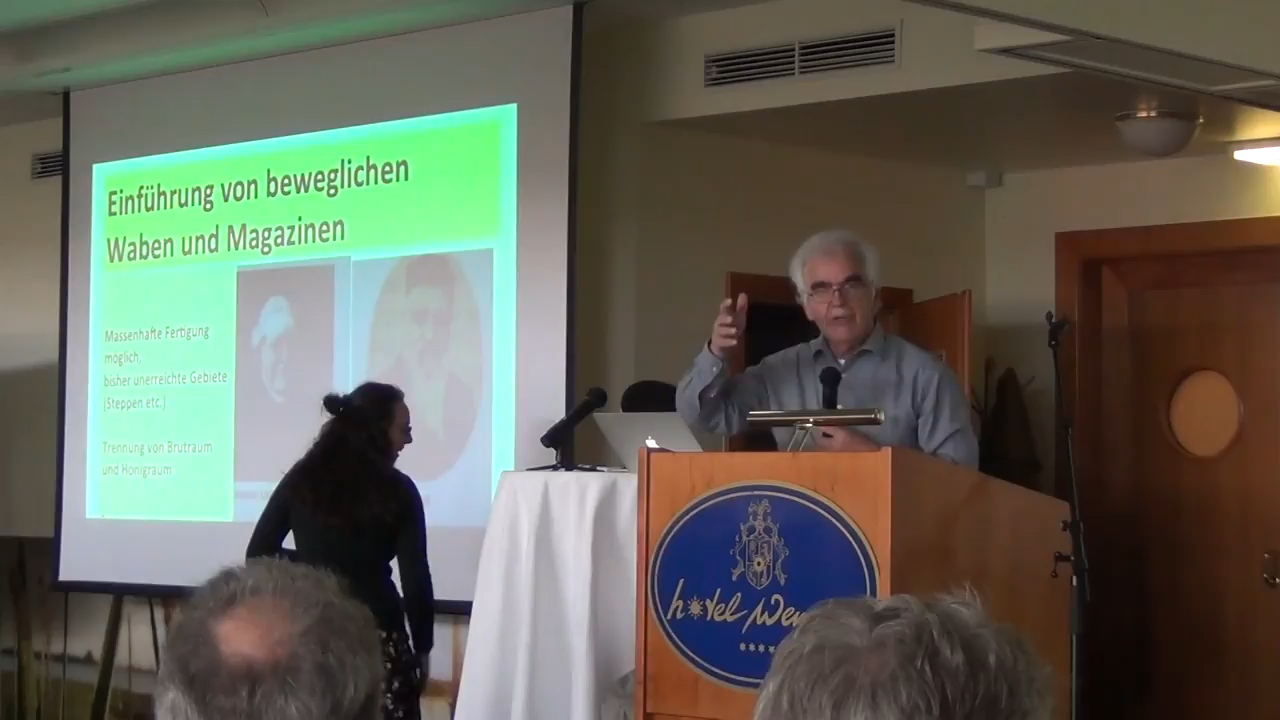 Einführung von beweglichen
Waben und Magazinen
Massenhafte Fertigung
möglich,
bisher unerreichte Gebiete
(Steppen etc.)
Trennung von Brutraum
und Honigraum
hotel